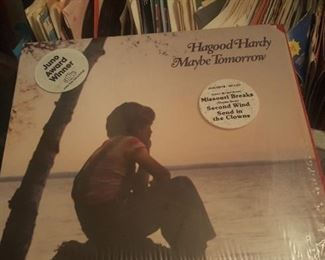 Juno
Award
Winner
Hagood Hardy
Maybe Tomorrow
Missouri Breaks
Second Wind
Send in
the Clowns